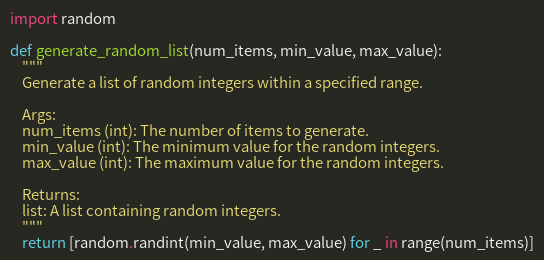 import random
def generate_random_list(num_items, min_value, max_value):
"""
Generate a list of random integers within a specified range.
Args:
num_items (int): The number of items to generate.
min_value (int): The minimum value for the random integers.
max_value (int): The maximum value for the random integers.
Returns:
list: A list containing random integers.
"""
return [random.randint(min_value, max_value) for _ in range(num_items)]